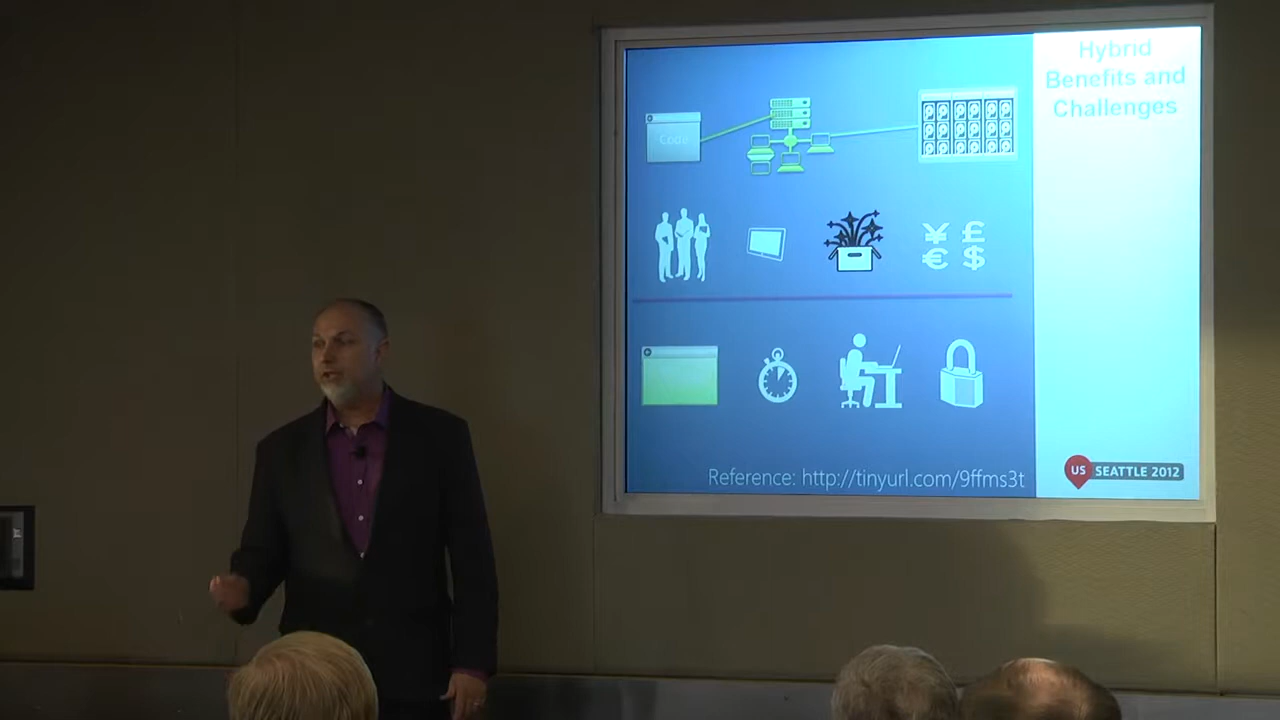 Hybrid
Benefits and
Challenges
Code
¥ £
€ $
Reference: http://tinyurl.com/9ffms3t
US SEATTLE 2012